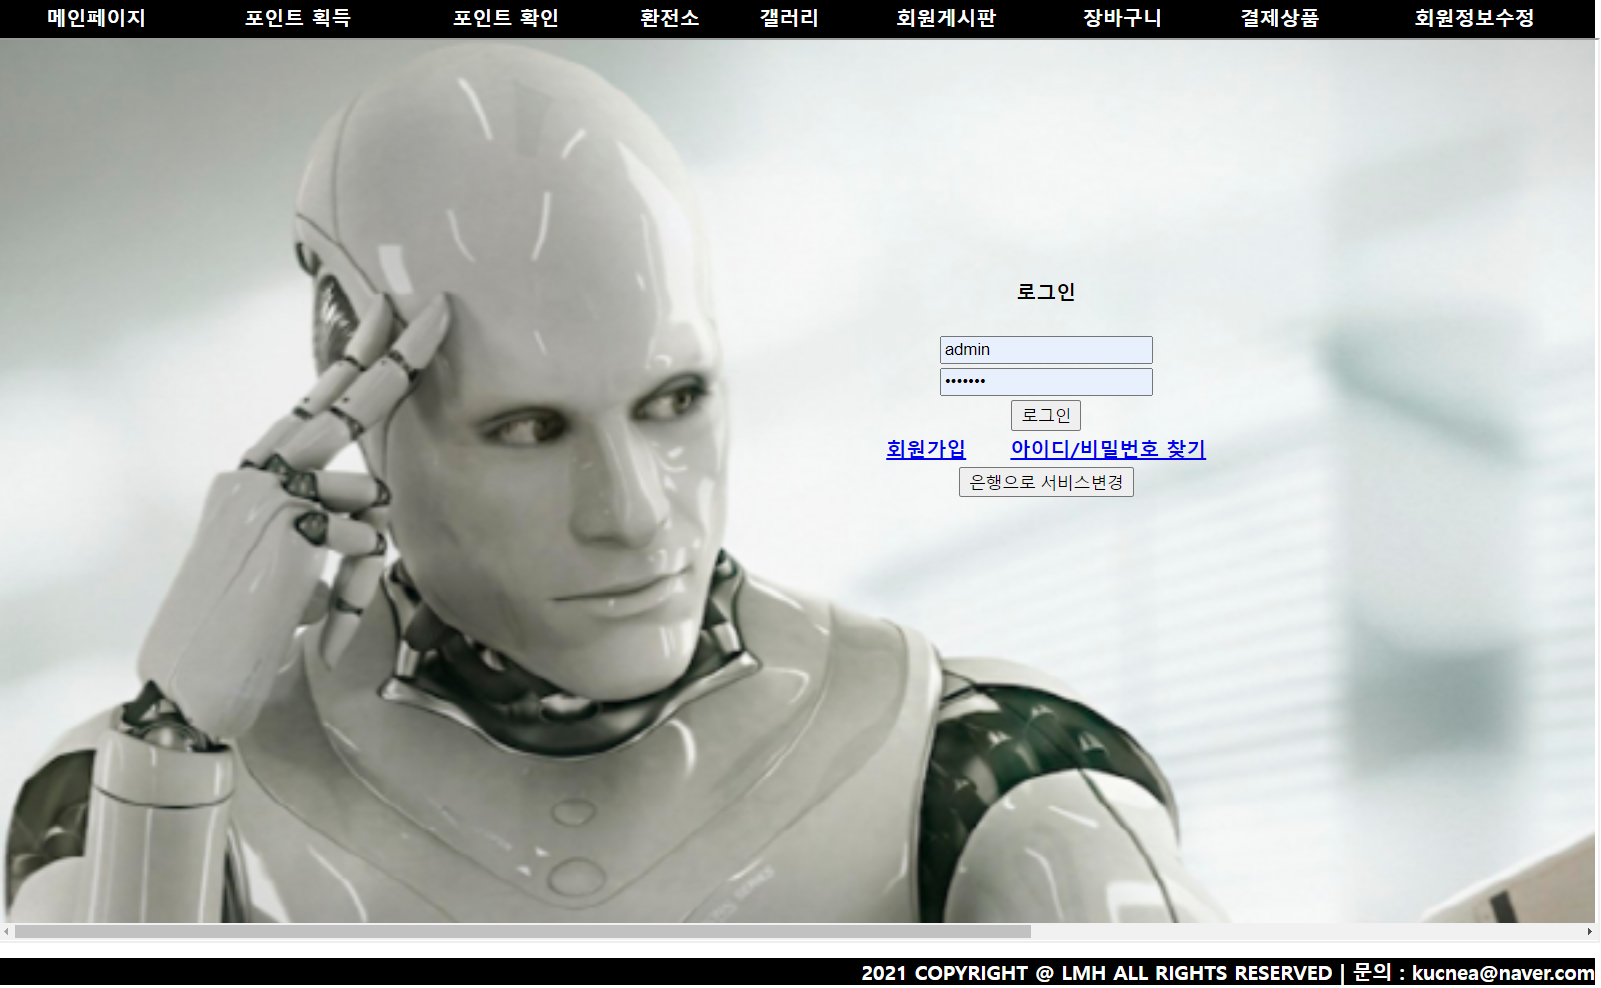 메인페이지 포인트 획득 포인트 확인 환전소 갤러리 회원게시판 장바구니 결제상품 회원정보수정
로그인
admin
•••••••
로그인
회원가입 아이디/비밀번호 찾기
은행으로 서비스변경
2021 COPYRIGHT @ LMH ALL RIGHTS RESERVED | 문의 : kucnea@naver.com